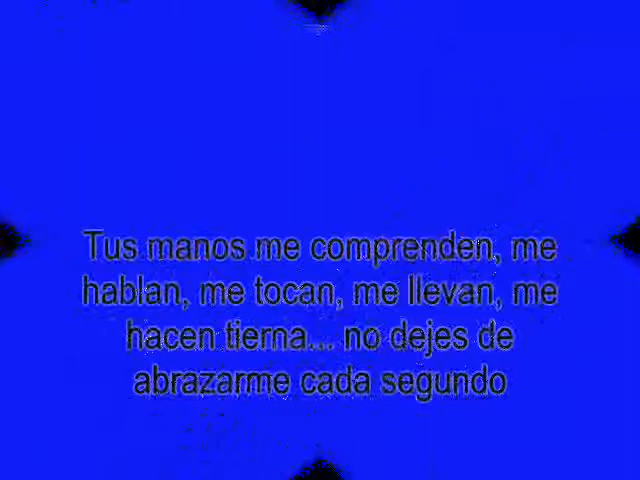 Tus manos me comprenden, me
hablan, me tocan, me llevan, me
hacen tierna... no dejes de
abrazarme cada segundo